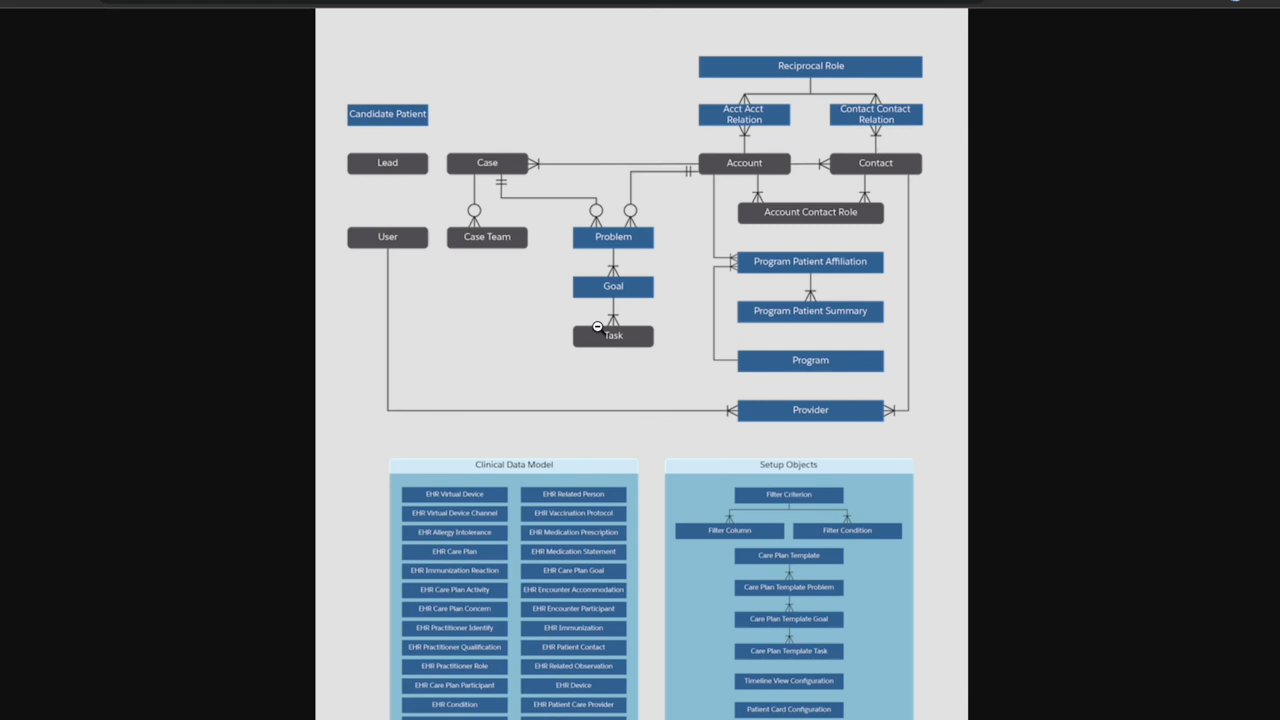 Reciprocal Role
Candidate Patient
Acct Acct
Relation
Contact Contact
Relation
Lead
Case
Account
Contact
Account Contact Role
User
Case Team
Problem
Program Patient Affiliation
Goal
Program Patient Summary
Task
Program
Provider
Clinical Data Model
EHR Virtual Device
EHR Related Person
EHR Virtual Device Channel
EHR Vaccination Protocol
EHR Allergy Intolerance
EHR Medication Prescription
EHR Care Plan
EHR Medication Statement
EHR Immunization Reaction
EHR Care Plan Goal
EHR Care Plan Activity
EHR Encounter Accommodation
EHR Care Plan Concern
EHR Encounter Participant
EHR Practitioner Identify
EHR Immunization
EHR Practitioner Qualification
EHR Patient Contact
EHR Practitioner Role
EHR Related Observation
EHR Care Plan Participant
EHR Device
EHR Condition
EHR Patient Care Provider
Setup Objects
Filter Criterion
Filter Column
Filter Condition
Care Plan Template
Care Plan Template Problem
Care Plan Template Goal
Care Plan Template Task
Timeline View Configuration
Patient Card Configuration